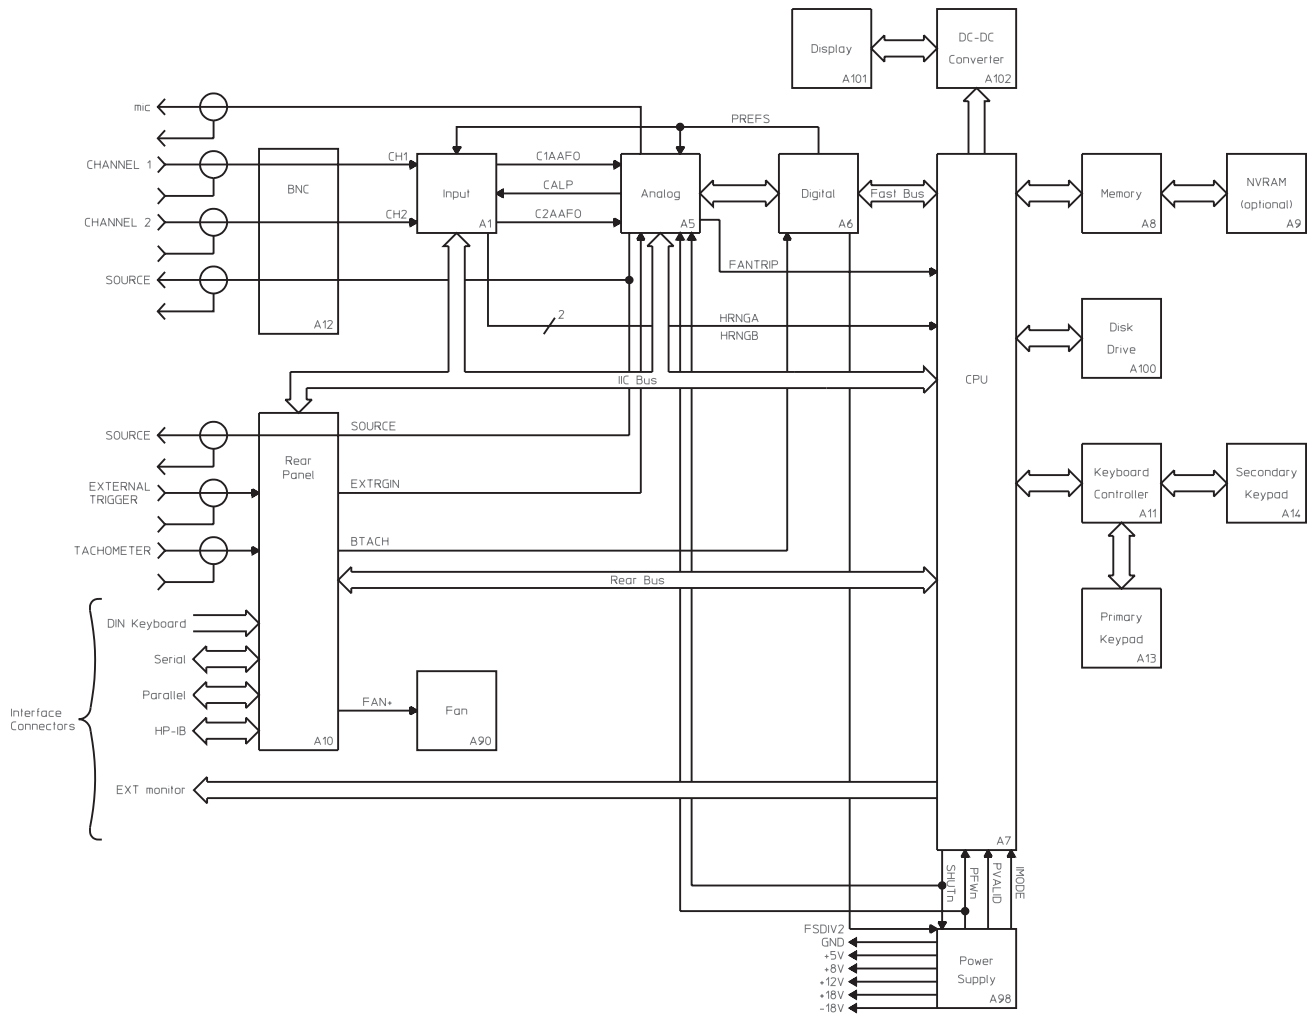 Display
A101
DC-DC
Converter
A102
mic
CHANNEL 1
CHANNEL 2
SOURCE
BNC
A12
CH1
CH2
Input
A1
C1AAFO
CALP
C2AAFO
PREFS
Analog
A5
Digital
A6
Fast Bus
CPU
A7
Memory
A8
NVRAM
(optional)
A9
FANTRIP
2
HRNGA
HRNGB
Disk
Drive
A100
IIC Bus
SOURCE
EXTERNAL
TRIGGER
TACHOMETER
Rear
Panel
A10
SOURCE
EXTRGIN
BTACH
Rear Bus
Keyboard
Controller
A11
Secondary
Keypad
A14
Primary
Keypad
A13
Interface
Connectors
DIN Keyboard
Serial
Parallel
HP-IB
EXT monitor
FAN+
Fan
A90
SHUTn
PFWn
PVALID
IMODE
FSDIV2
GND
+5V
+8V
+12V
+18V
-18V
Power
Supply
A98